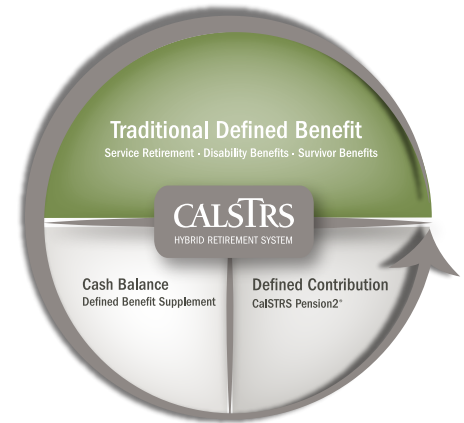 Traditional Defined Benefit
Service Retirement · Disability Benefits · Survivor Benefits
CALSTRS
HYBRID RETIREMENT SYSTEM
Cash Balance
Defined Benefit Supplement
Defined Contribution
CalSTRS Pension2®